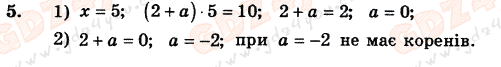 5. 1) x = 5; (2 + a) · 5 = 10; 2 + a = 2; a = 0;
2) 2 + a = 0; a = –2; при a = –2 не має коренів.